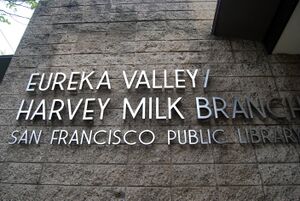 EUREKA VALLEY/
HARVEY MILK BRANCH
SAN FRANCISCO PUBLIC LIBRARY